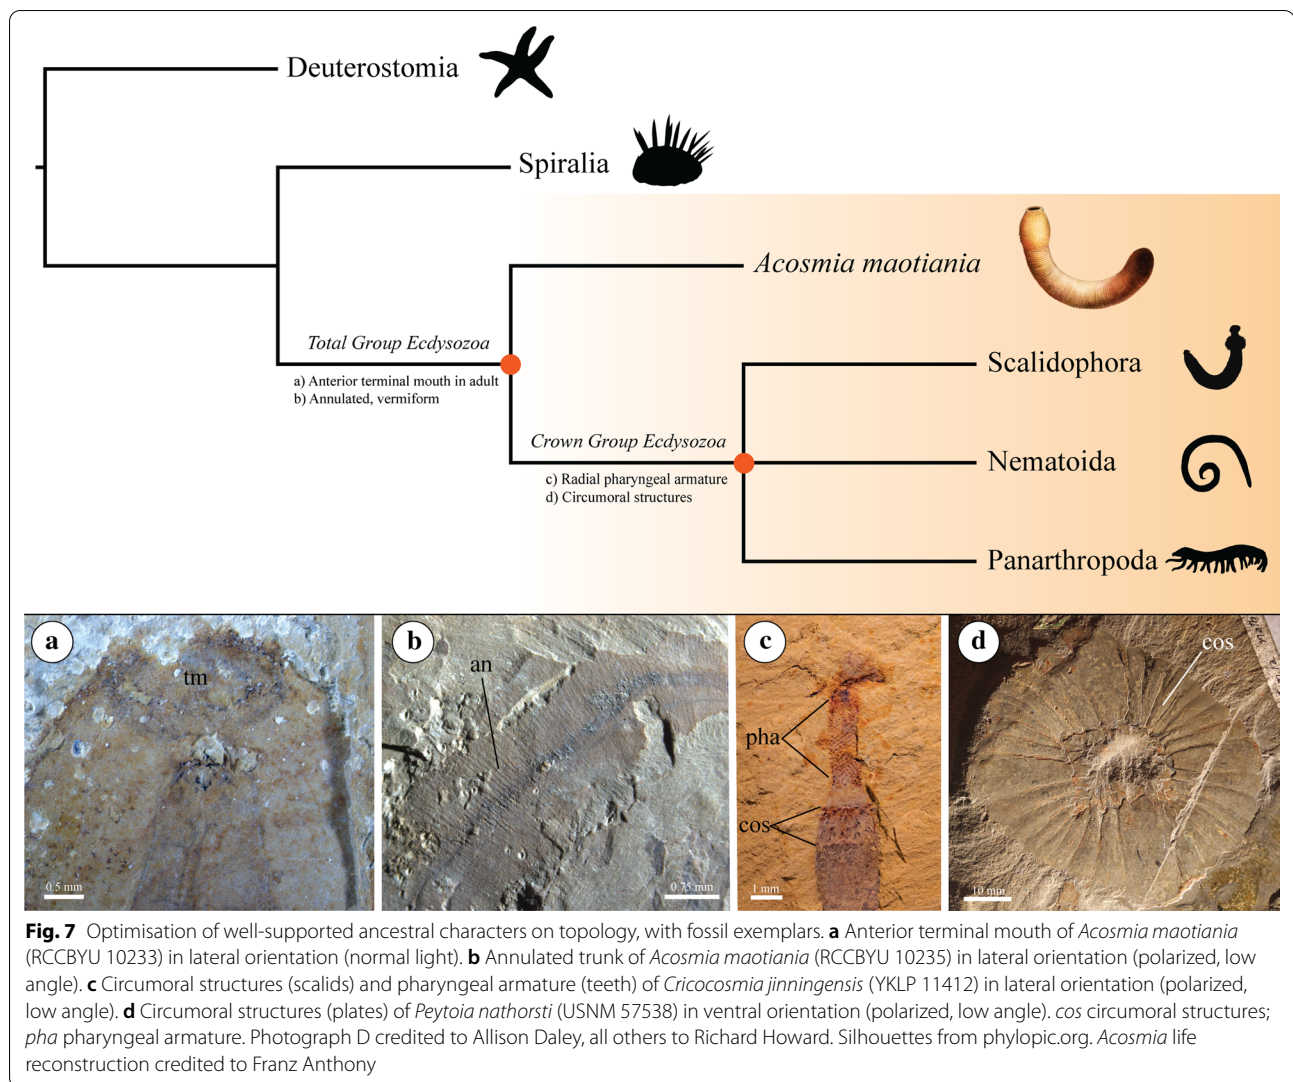 Deuterostomia
Spiralia
Acosmia maotiania
Total Group Ecdysozoa
a) Anterior terminal mouth in adult
b) Annulated, vermiform
Scalidophora
Crown Group Ecdysozoa
c) Radial pharyngeal armature
d) Circumoral structures
Nematoida
Panarthropoda
a
tm
0.5 mm
b
an
0.75 mm
c
pha
cos
1 mm
d
cos
10 mm
Fig. 7 Optimisation of well-supported ancestral characters on topology, with fossil exemplars. a Anterior terminal mouth of Acosmia maotiania
(RCCBYU 10233) in lateral orientation (normal light). b Annulated trunk of Acosmia maotiania (RCCBYU 10235) in lateral orientation (polarized, low
angle). c Circumoral structures (scalids) and pharyngeal armature (teeth) of Cricocosmia jinningensis (YKLP 11412) in lateral orientation (polarized,
low angle). d Circumoral structures (plates) of Peytoia nathorsti (USNM 57538) in ventral orientation (polarized, low angle). cos circumoral structures;
pha pharyngeal armature. Photograph D credited to Allison Daley, all others to Richard Howard. Silhouettes from phylopic.org. Acosmia life
reconstruction credited to Franz Anthony